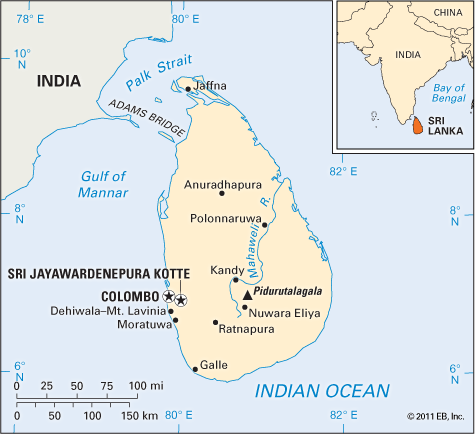 78° E
80° E
CHINA
INDIA
Bay of
Bengal
SRI
LANKA
10°
N
10°
N
INDIA
Palk Strait
Jaffna
ADAMS BRIDGE
Gulf of
Mannar
82° E
Anuradhapura
8°
N
8°
N
Polonnaruwa
Mahaweli R.
SRI JAYAWARDENEPURA KOTTE
Kandy
Pidurutalagala
COLOMBO
Dehiwala–Mt. Lavinia
Nuwara Eliya
Moratuwa
Ratnapura
Galle
6°
N
6°
N
0 25 50 75 100 mi
0 50 100 150 km
INDIAN OCEAN
80° E
82° E
© 2011 EB, Inc.